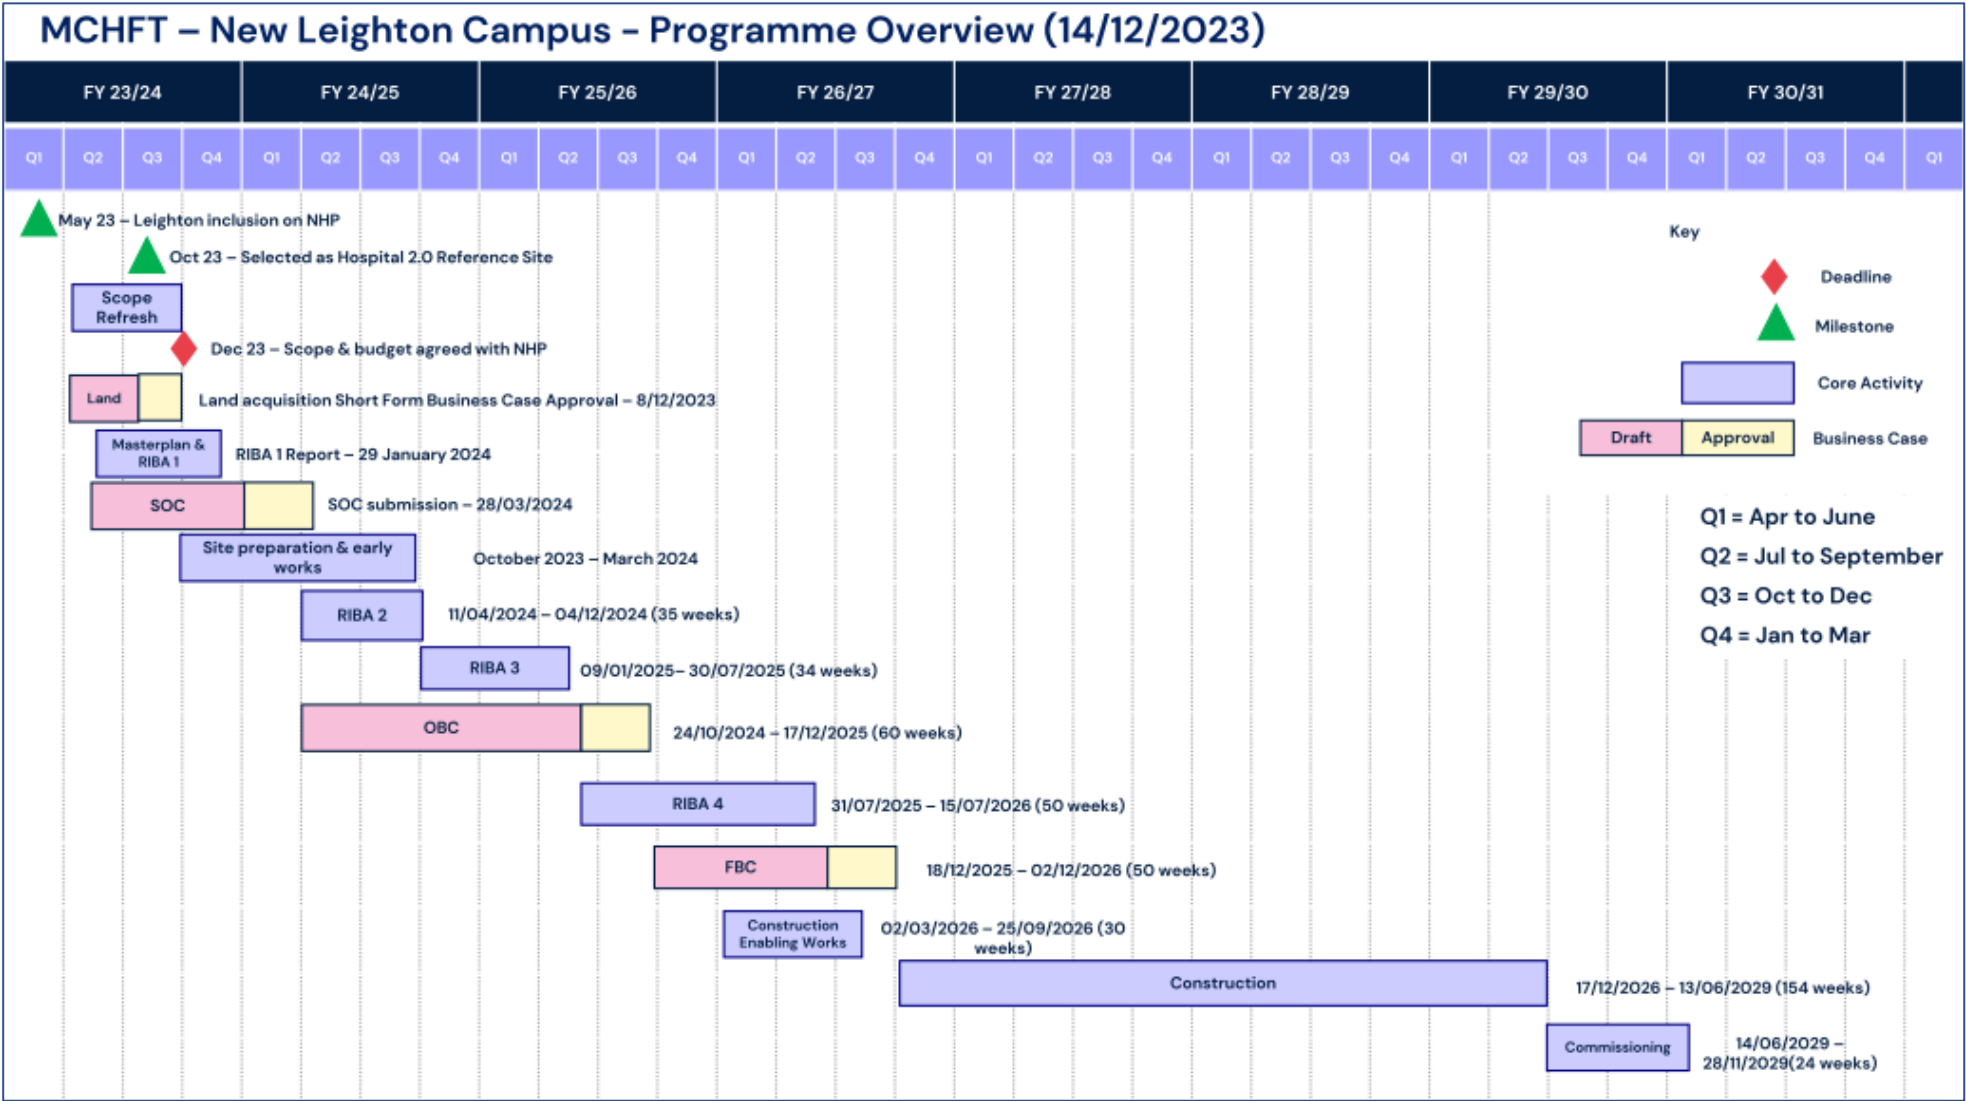 MCHFT – New Leighton Campus - Programme Overview (14/12/2023)
FY 23/24 FY 24/25 FY 25/26 FY 26/27 FY 27/28 FY 28/29 FY 29/30 FY 30/31
Q1 Q2 Q3 Q4 Q1 Q2 Q3 Q4 Q1 Q2 Q3 Q4 Q1 Q2 Q3 Q4 Q1 Q2 Q3 Q4 Q1 Q2 Q3 Q4 Q1 Q2 Q3 Q4 Q1 Q2 Q3 Q4 Q1
May 23 – Leighton inclusion on NHP
Oct 23 – Selected as Hospital 2.0 Reference Site
Scope
Refresh
Dec 23 – Scope & budget agreed with NHP
Land
Land acquisition Short Form Business Case Approval – 8/12/2023
Masterplan &
RIBA 1
RIBA 1 Report – 29 January 2024
SOC
SOC submission – 28/03/2024
Site preparation & early
works
October 2023 – March 2024
RIBA 2
11/04/2024 – 04/12/2024 (35 weeks)
RIBA 3
09/01/2025– 30/07/2025 (34 weeks)
OBC
24/10/2024 – 17/12/2025 (60 weeks)
RIBA 4
31/07/2025 – 15/07/2026 (50 weeks)
FBC
18/12/2025 – 02/12/2026 (50 weeks)
Construction
Enabling Works
02/03/2026 – 25/09/2026 (30
weeks)
Construction
17/12/2026 – 13/06/2029 (154 weeks)
Commissioning
14/06/2029 –
28/11/2029(24 weeks)
Key
Deadline
Milestone
Core Activity
Draft Approval Business Case
Q1 = Apr to June
Q2 = Jul to September
Q3 = Oct to Dec
Q4 = Jan to Mar